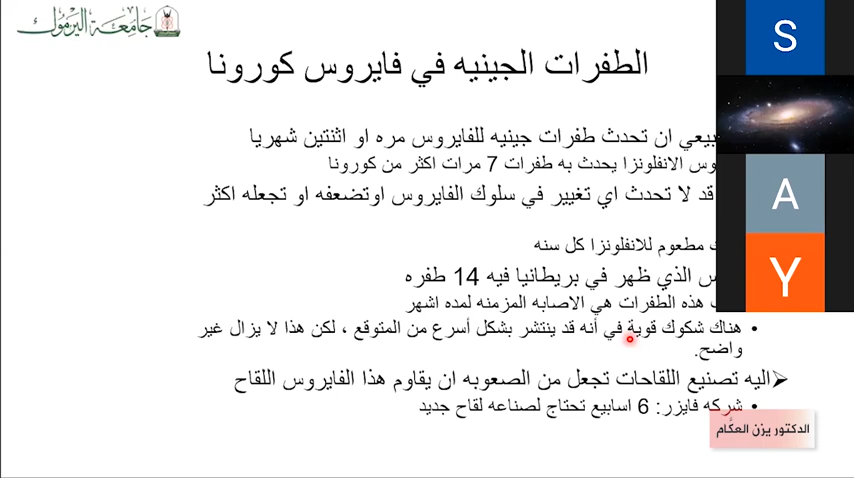 جامعة اليرموك
S
الطفرات الجينيه في فايروس كورونا
ان تحدث طفرات جينيه للفايروس مره او اثنتين شهريا
الانفلونزا يحدث به طفرات 7 مرات اكثر من كورونا
A
قد لا تحدث اي تغيير في سلوك الفايروس اوتضعفه او تجعله اكثر
مطعوم للانفلونزا كل سنه
Y
الذي ظهر في بريطانيا فيه 14 طفره
هذه الطفرات هي الاصابه المزمنه لمده اشهر
• هناك شكوك قوية في أنه قد ينتشر بشكل أسرع من المتوقع ، لكن هذا لا يزال غير
واضح.
➢ اليه تصنيع اللقاحات تجعل من الصعوبه ان يقاوم هذا الفايروس اللقاح
• شركه فايزر: 6 اسابيع تحتاج لصناعه لقاح جديد
الدكتور يزن العكّام